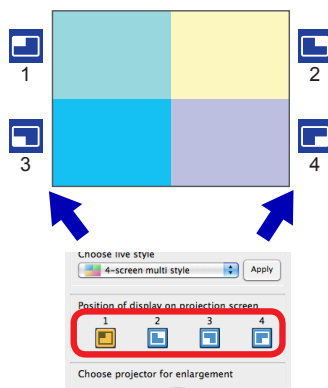 1
2
3
4
Choose live style
4-screen multi style
Apply
Position of display on projection screen
1 2 3 4
Choose projector for enlargement